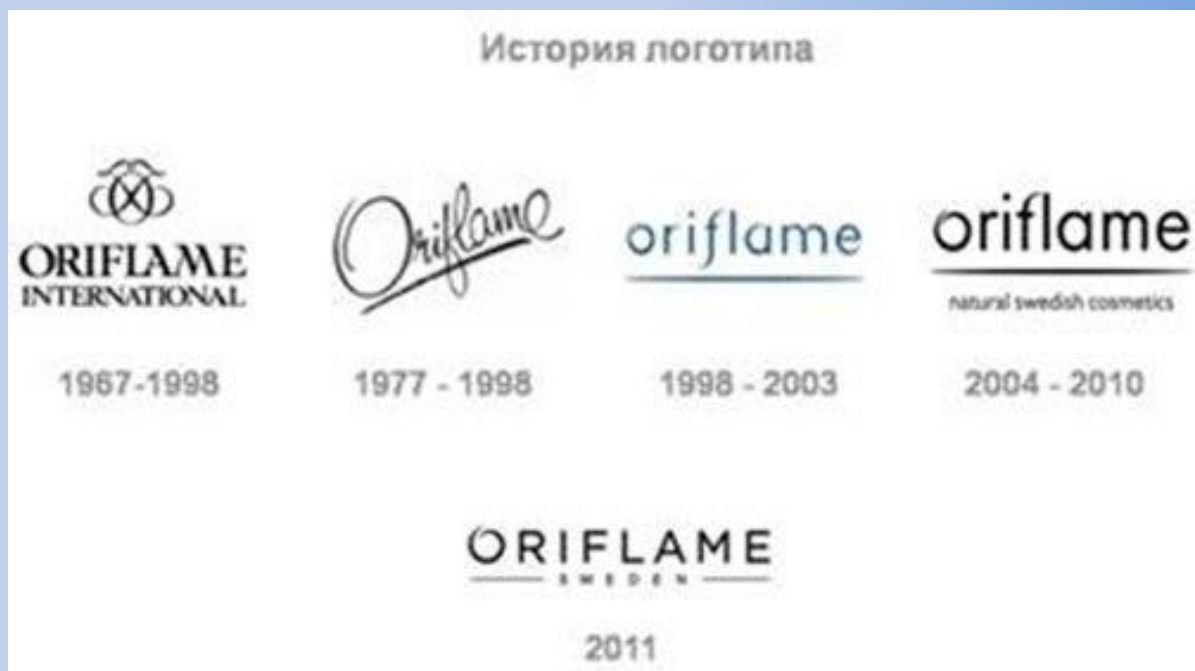 История логотипа
ORIFLAME
INTERNATIONAL
1967-1998
Oriflame
1977 - 1998
oriflame
1998 - 2003
oriflame
natural swedish cosmetics
2004 - 2010
ORIFLAME
SWEDEN
2011